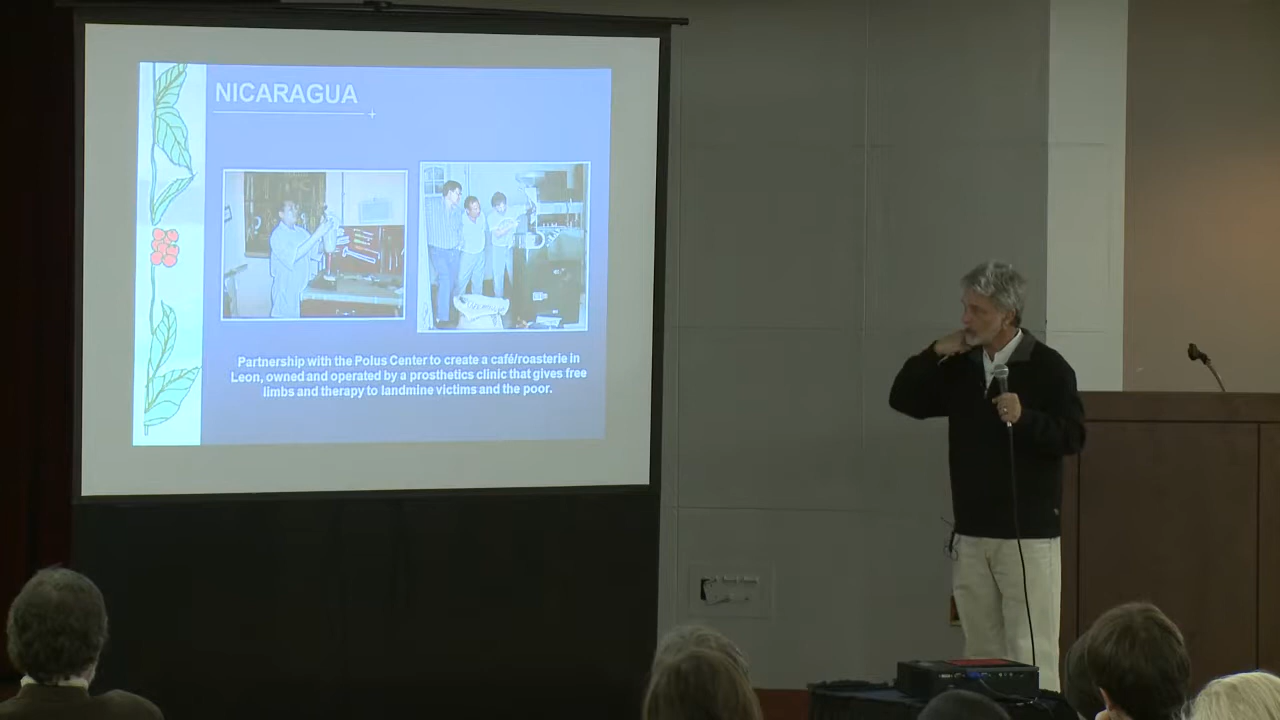 NICARAGUA
Partnership with the Polus Center to create a café/roasterie in
Leon, owned and operated by a prosthetics clinic that gives free
limbs and therapy to landmine victims and the poor.